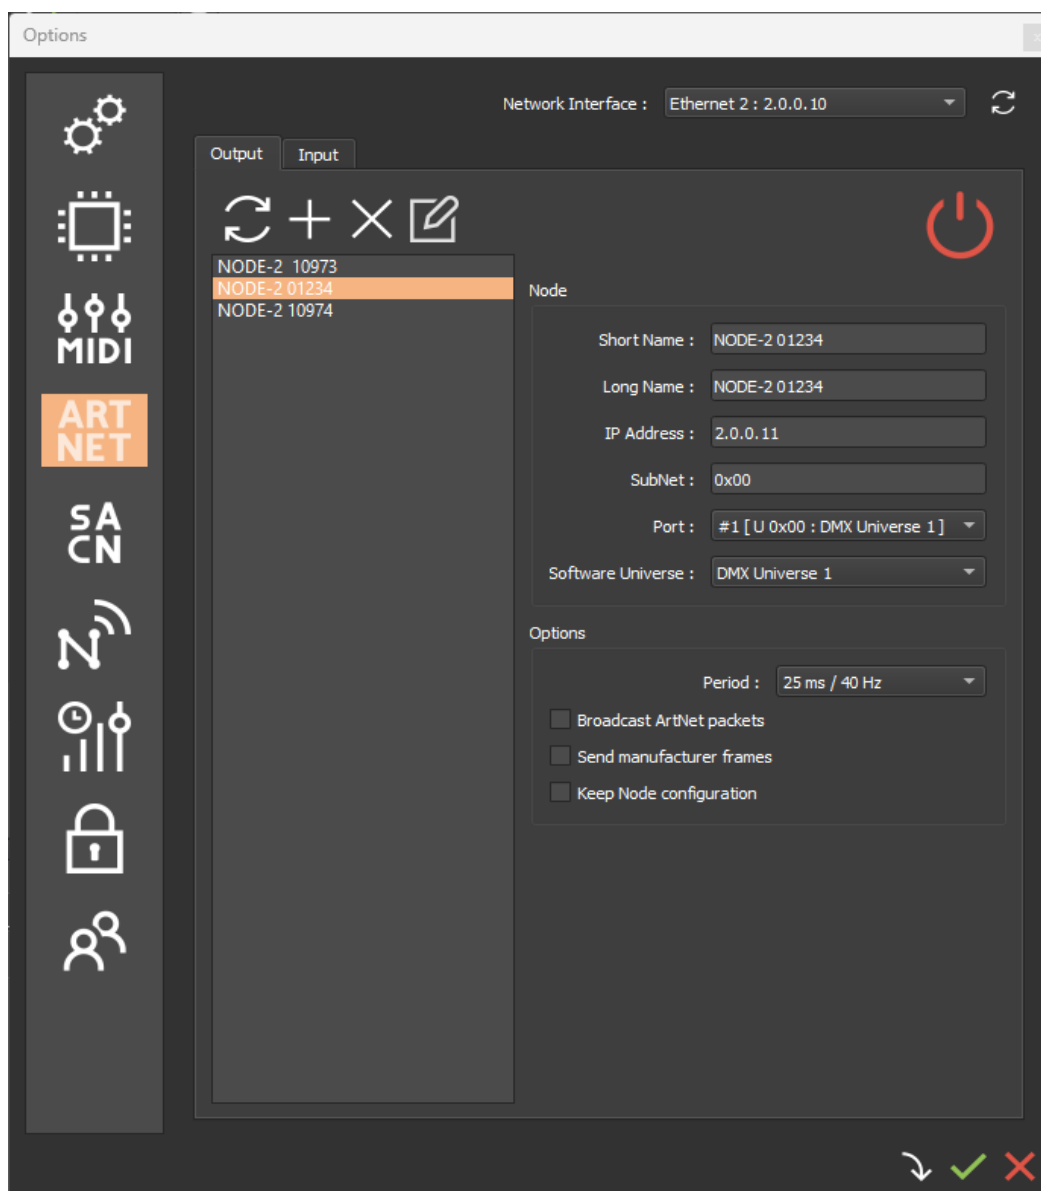 Options
Network Interface : Ethernet 2 : 2.0.0.10
Output Input
NODE-2  10973
NODE-2 01234
NODE-2 10974
Node
Short Name : NODE-2 01234
Long Name : NODE-2 01234
IP Address : 2.0.0.11
SubNet : 0x00
Port : #1 [ U 0x00 : DMX Universe 1 ]
Software Universe : DMX Universe 1
Options
Period : 25 ms / 40 Hz
Broadcast ArtNet packets
Send manufacturer frames
Keep Node configuration
MIDI
ART
NET
SA
CN
N